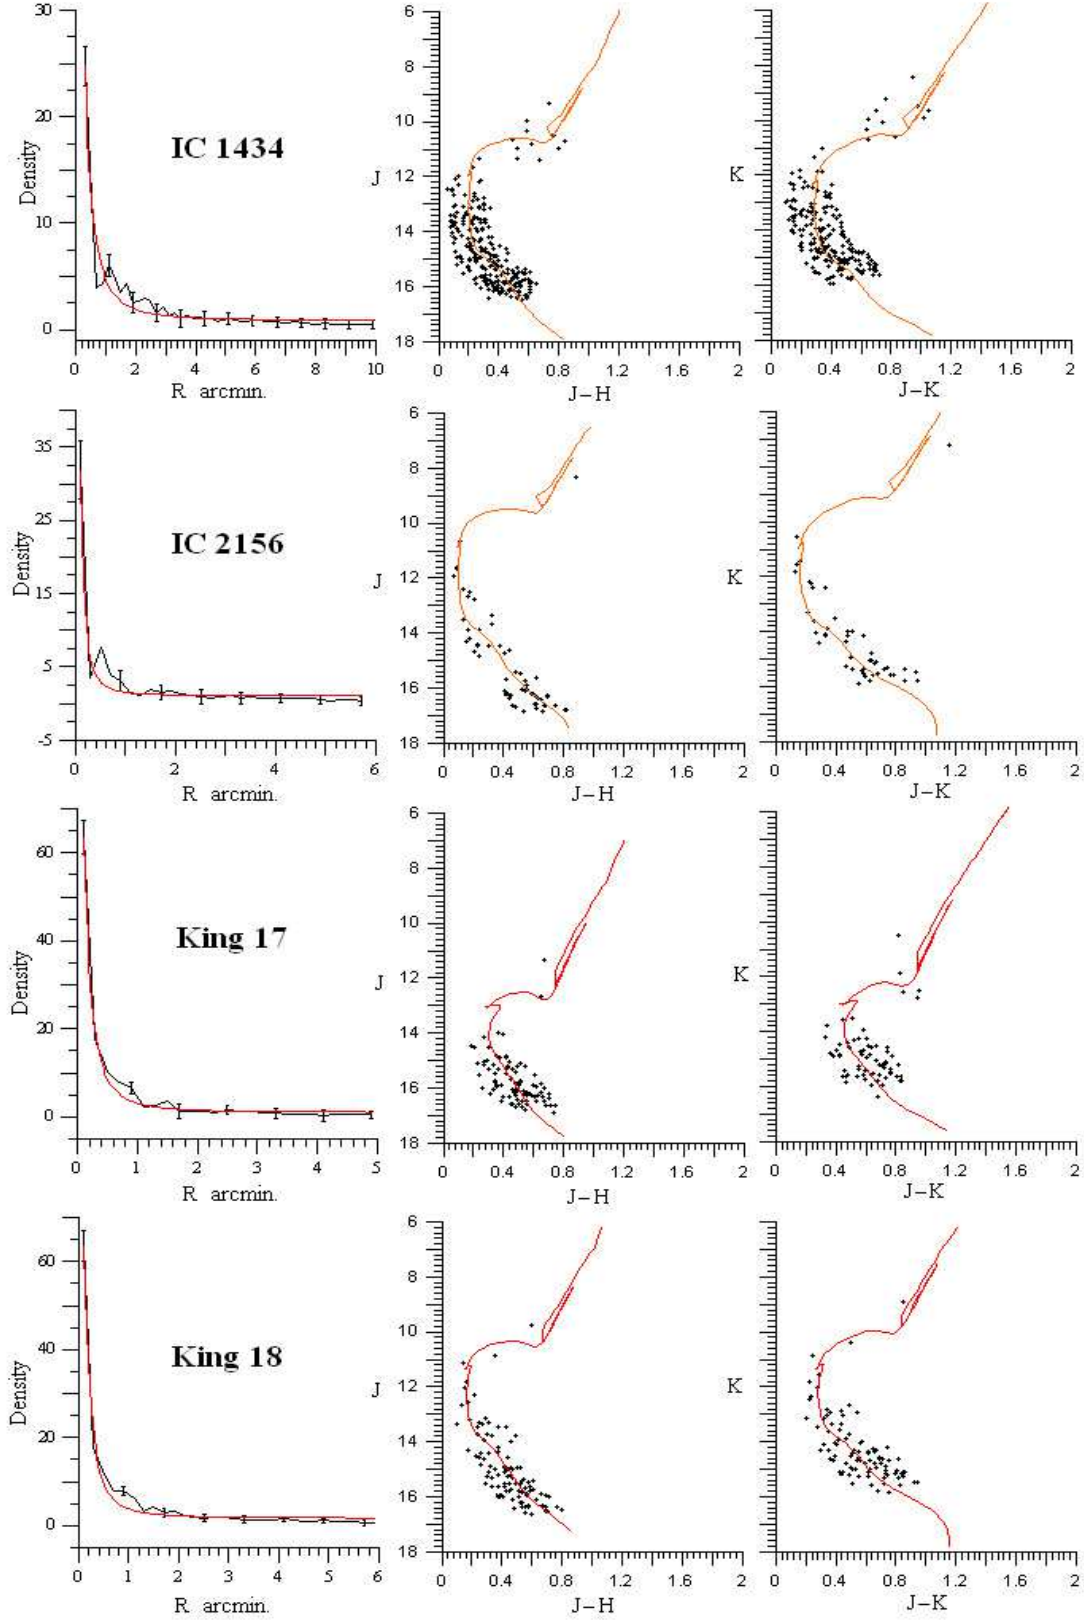 30
20
10
0
Density
IC 1434
0 2 4 6 8 10
R arcmin.
6
8
10
J 12
14
16
18
0 0.4 0.8 1.2 1.6 2
J-H
K
0 0.4 0.8 1.2 1.6 2
J-K
35
25
15
5
-5
Density
IC 2156
0 2 4 6
R arcmin.
6
8
10
J 12
14
16
18
0 0.4 0.8 1.2 1.6 2
J-H
K
0 0.4 0.8 1.2 1.6 2
J-K
60
40
20
0
Density
King 17
0 1 2 3 4 5
R arcmin.
6
8
10
J 12
14
16
18
0 0.4 0.8 1.2 1.6 2
J-H
K
0 0.4 0.8 1.2 1.6 2
J-K
60
40
20
0
Density
King 18
0 1 2 3 4 5 6
R arcmin.
6
8
10
J 12
14
16
18
0 0.4 0.8 1.2 1.6 2
J-H
K
0 0.4 0.8 1.2 1.6 2
J-K